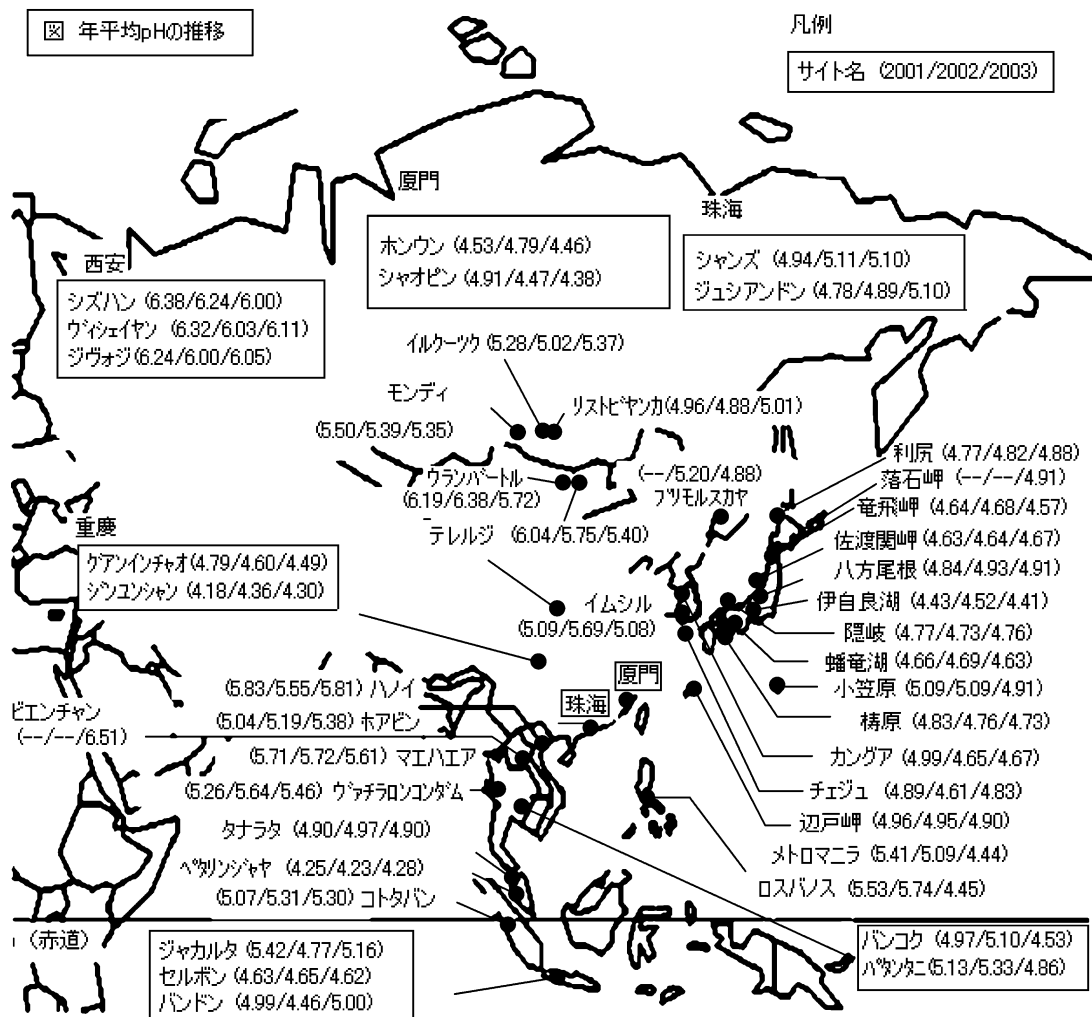 図 年平均pHの推移
凡例
サイト名 (2001/2002/2003)
厦門
ホンウン (4.53/4.79/4.46)
シャオピン (4.91/4.47/4.38)
珠海
シャンズ (4.94/5.11/5.10)
ジュシアンドン (4.78/4.89/5.10)
西安
シズハン (6.38/6.24/6.00)
ウィシェイヤン (6.32/6.03/6.11)
ジヴォジ (6.24/6.00/6.05)
イルクーツク (5.28/5.02/5.37)
モンディ
(5.50/5.39/5.35)
リストビヤンカ(4.96/4.88/5.01)
ウランバートル
(6.19/6.38/5.72)
(--/5.20/4.88)
プリモルスカヤ
テレルジ (6.04/5.75/5.40)
利尻 (4.77/4.82/4.88)
落石岬 (--/--/4.91)
竜飛岬 (4.64/4.68/4.57)
佐渡関岬 (4.63/4.64/4.67)
八方尾根 (4.84/4.93/4.91)
伊自良湖 (4.43/4.52/4.41)
隠岐 (4.77/4.73/4.76)
蟠竜湖 (4.66/4.69/4.63)
小笠原 (5.09/5.09/4.91)
梼原 (4.83/4.76/4.73)
カングア (4.99/4.65/4.67)
チェジュ (4.89/4.61/4.83)
辺戸岬 (4.96/4.95/4.90)
重慶
グアンインチャオ(4.79/4.60/4.49)
ジンユンシャン (4.18/4.36/4.30)
イムシル
(5.09/5.69/5.08)
厦門
珠海
(5.83/5.55/5.81) ハノイ
ビエンチャン
(--/--/6.51)
(5.04/5.19/5.38) ホアビン
(5.71/5.72/5.61) マエハエア
(5.26/5.64/5.46) ヴァチラロンコンダム
タナラタ (4.90/4.97/4.90)
ペタリンジャヤ (4.25/4.23/4.28)
(5.07/5.31/5.30) コトタバン
メトロマニラ (5.41/5.09/4.44)
ロスバノス (5.53/5.74/4.45)
(赤道)
ジャカルタ (5.42/4.77/5.16)
セルポン (4.63/4.65/4.62)
バンドン (4.99/4.46/5.00)
バンコク (4.97/5.10/4.53)
パタンタニ(5.13/5.33/4.86)